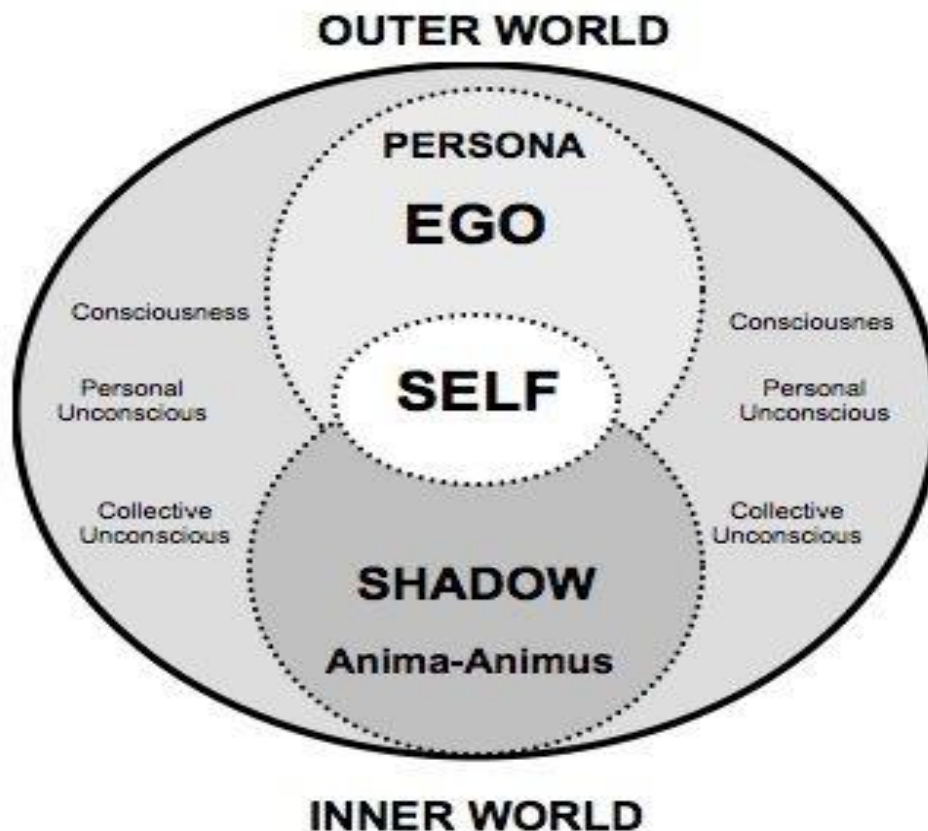 OUTER WORLD
PERSONA
EGO
Consciousness
Consciousnes
SELF
Personal
Unconscious
Personal
Unconscious
Collective
Unconscious
Collective
Unconscious
SHADOW
Anima-Animus
INNER WORLD